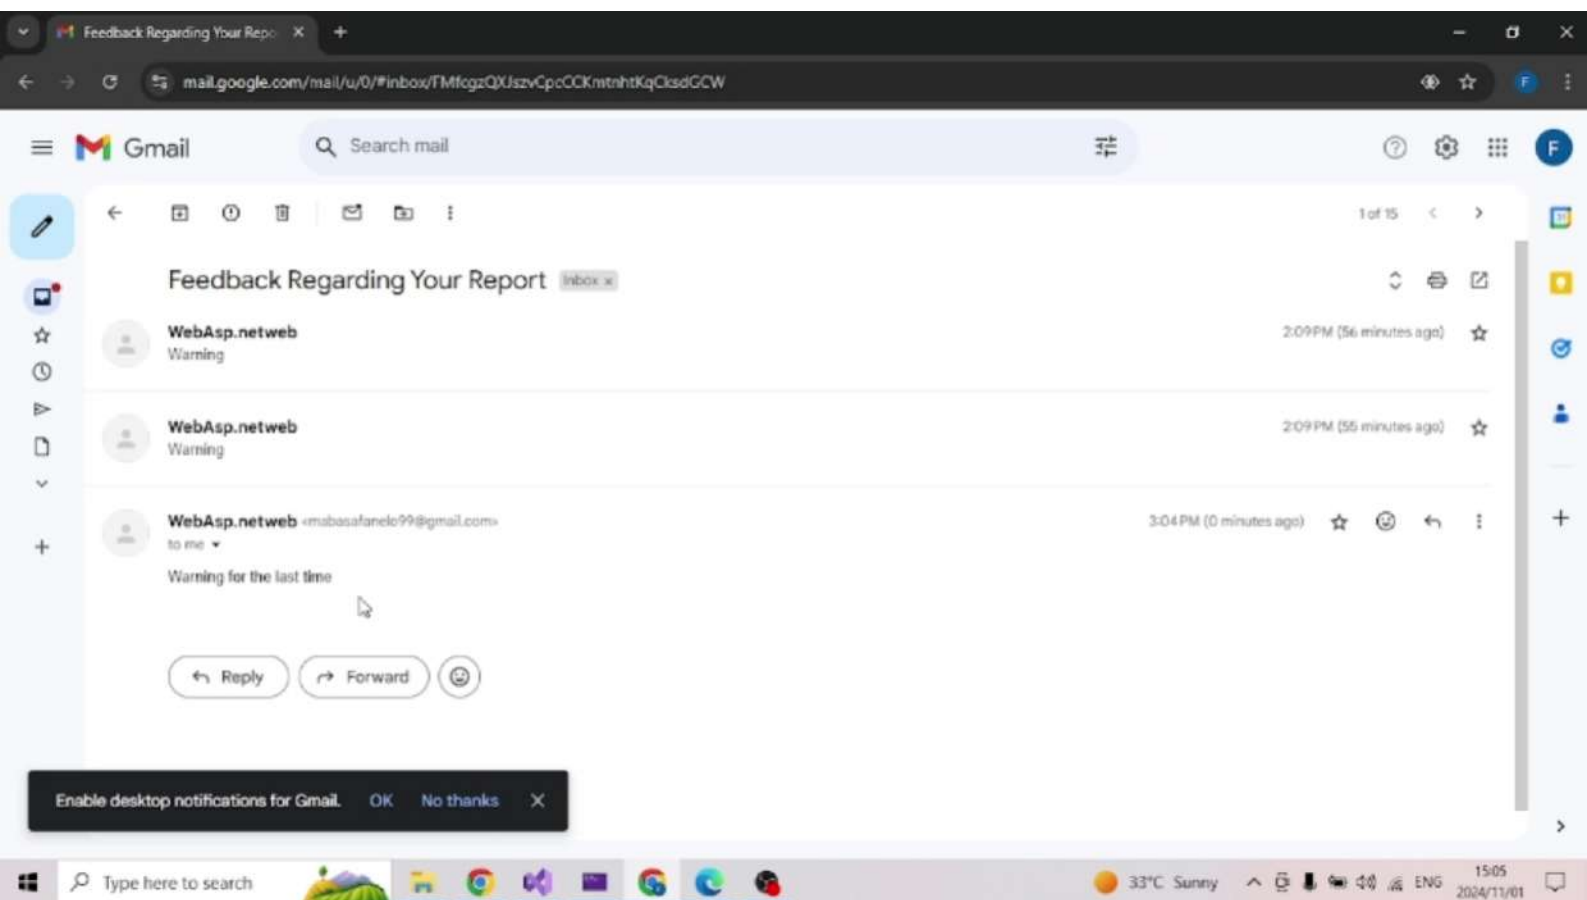 Feedback Regarding Your Repo
mail.google.com/mail/u/0/#inbox/FMfcgzQXJszvCpcCCKmtnhtKqCksdGCW
F
Gmail
Search mail
F
1 of 15
Feedback Regarding Your Report Inbox x
WebAsp.netweb
2:09 PM (56 minutes ago)
Warning
WebAsp.netweb
2:09 PM (55 minutes ago)
Warning
WebAsp.netweb <mabasafanelo99@gmail.com>
3:04 PM (0 minutes ago)
to me
Warning for the last time
Reply
Forward
Enable desktop notifications for Gmail. OK No thanks
Type here to search
33°C Sunny
ENG
15:05
2024/11/01